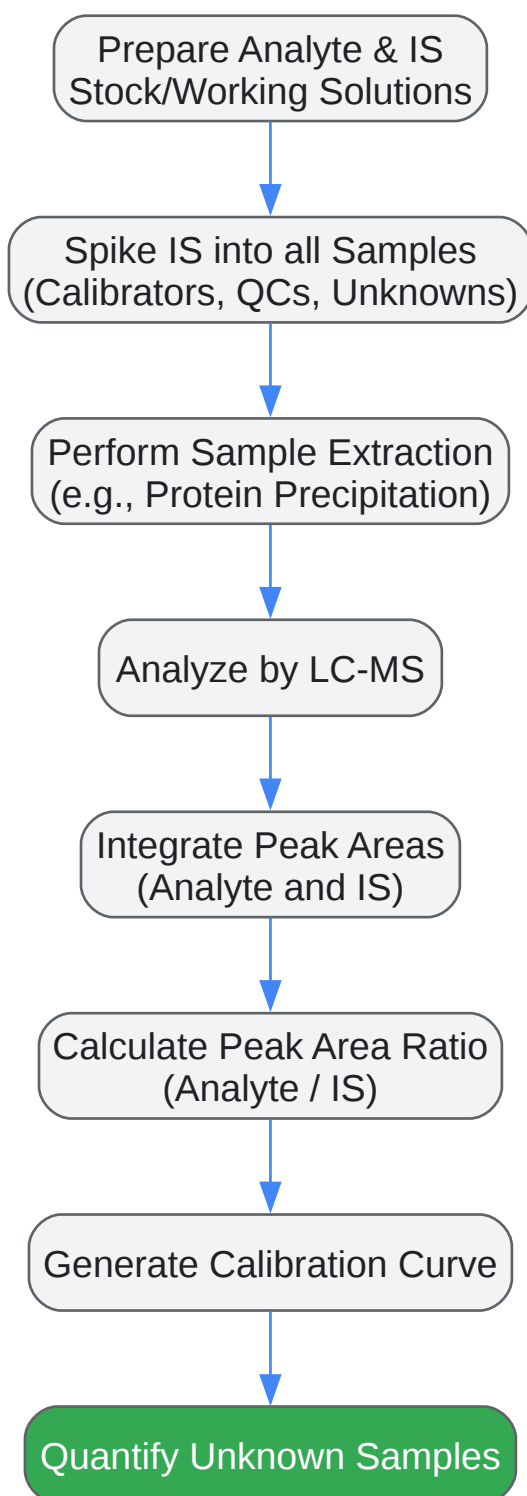 Prepare Analyte & IS
Stock/Working Solutions
Spike IS into all Samples
(Calibrators, QCs, Unknowns)
Perform Sample Extraction
(e.g., Protein Precipitation)
Analyze by LC-MS
Integrate Peak Areas
(Analyte and IS)
Calculate Peak Area Ratio
(Analyte / IS)
Generate Calibration Curve
Quantify Unknown Samples